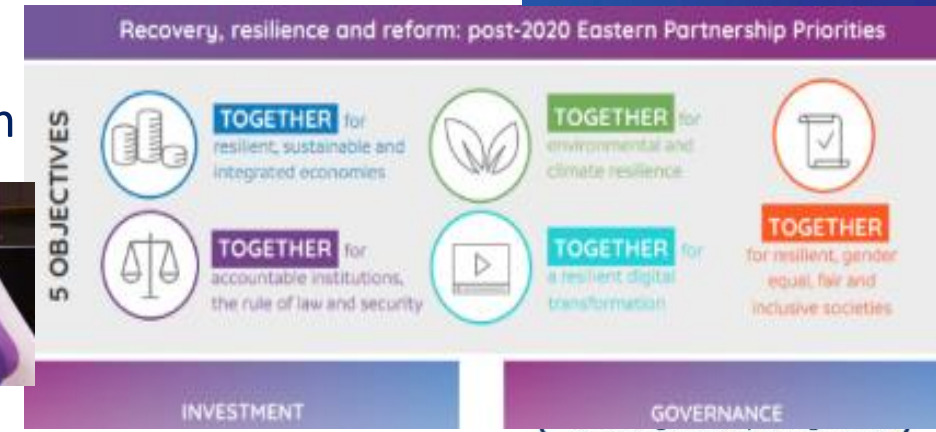 Recovery, resilience and reform: post-2020 Eastern Partnership Priorities
n
5 OBJECTIVES
TOGETHER for
resilient, sustainable and
integrated economies
TOGETHER for
environmental and
climate resilience
TOGETHER
for resilient, gender
equal, fair and
inclusive societies
TOGETHER for
accountable institutions,
the rule of law and security
TOGETHER for
a resilient digital
transformation
INVESTMENT
GOVERNANCE